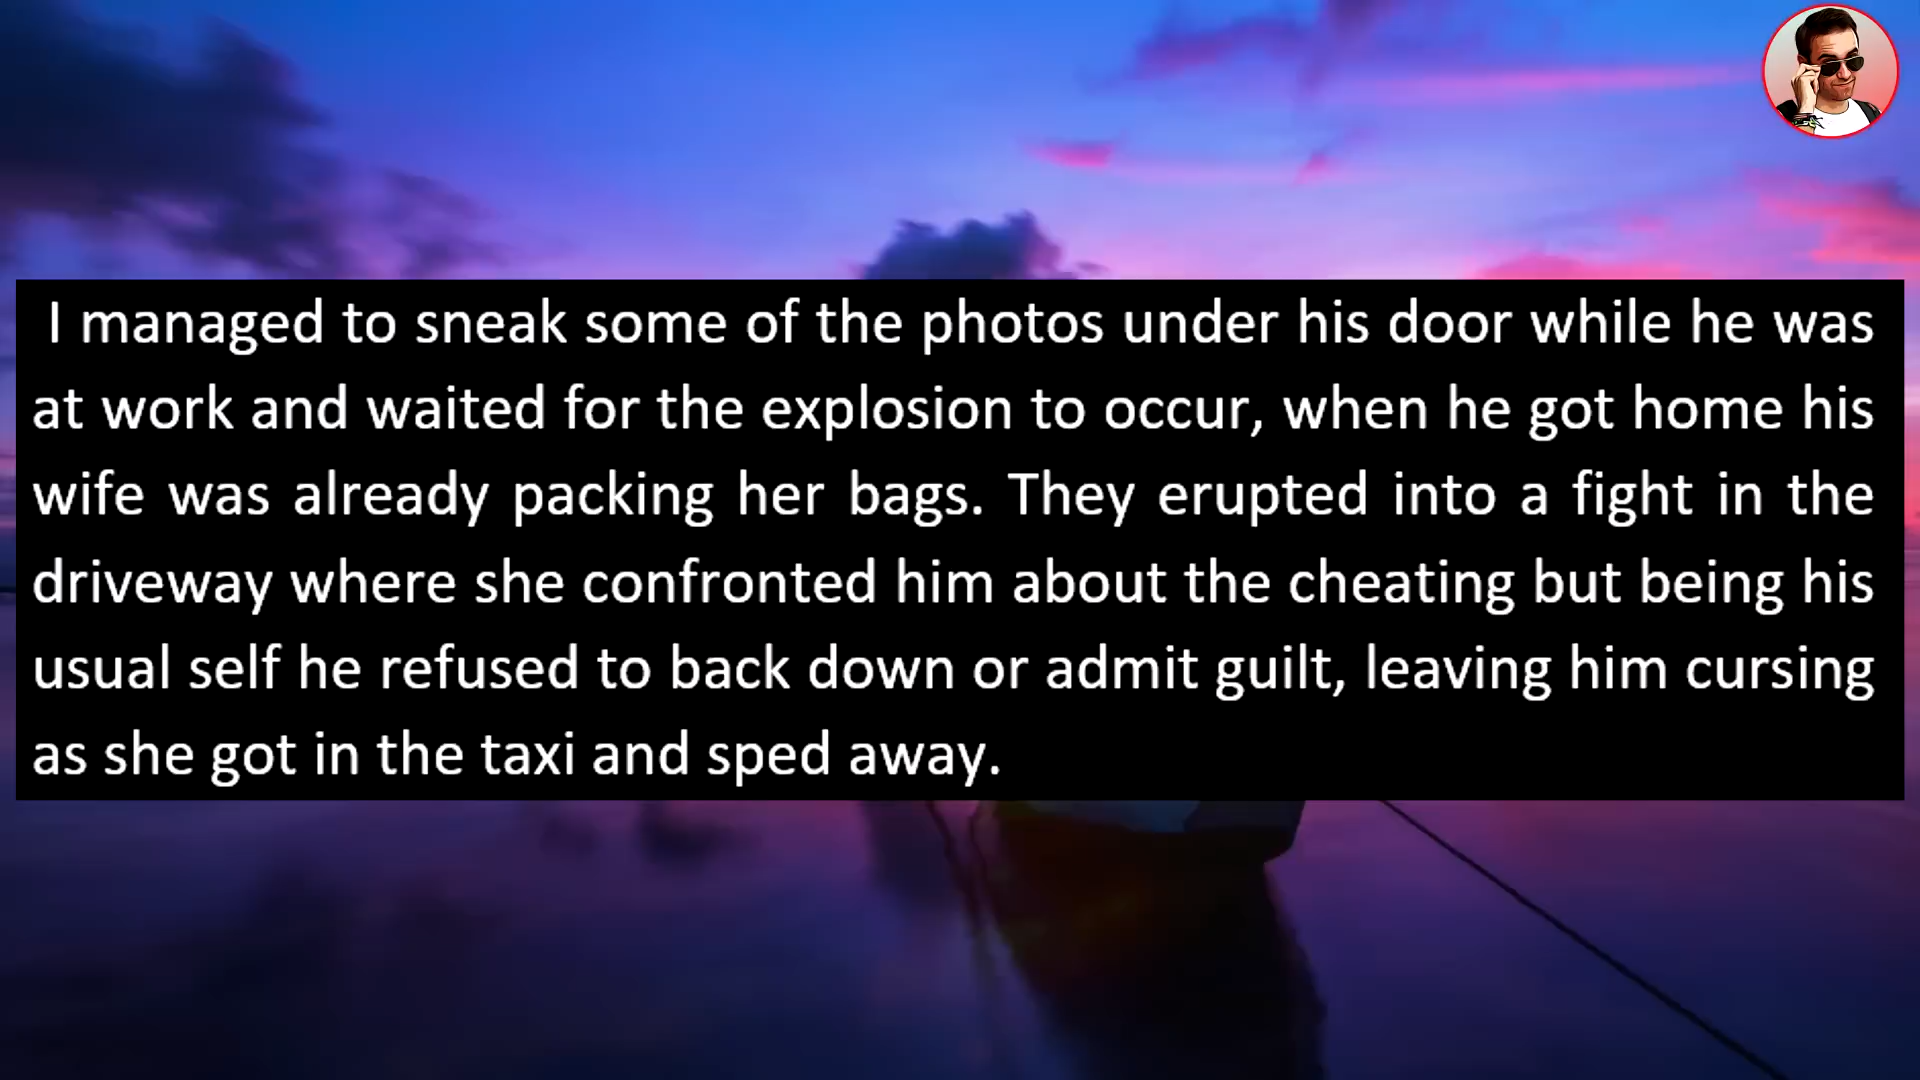 I managed to sneak some of the photos under his door while he was
at work and waited for the explosion to occur, when he got home his
wife was already packing her bags. They erupted into a fight in the
driveway where she confronted him about the cheating but being his
usual self he refused to back down or admit guilt, leaving him cursing
as she got in the taxi and sped away.